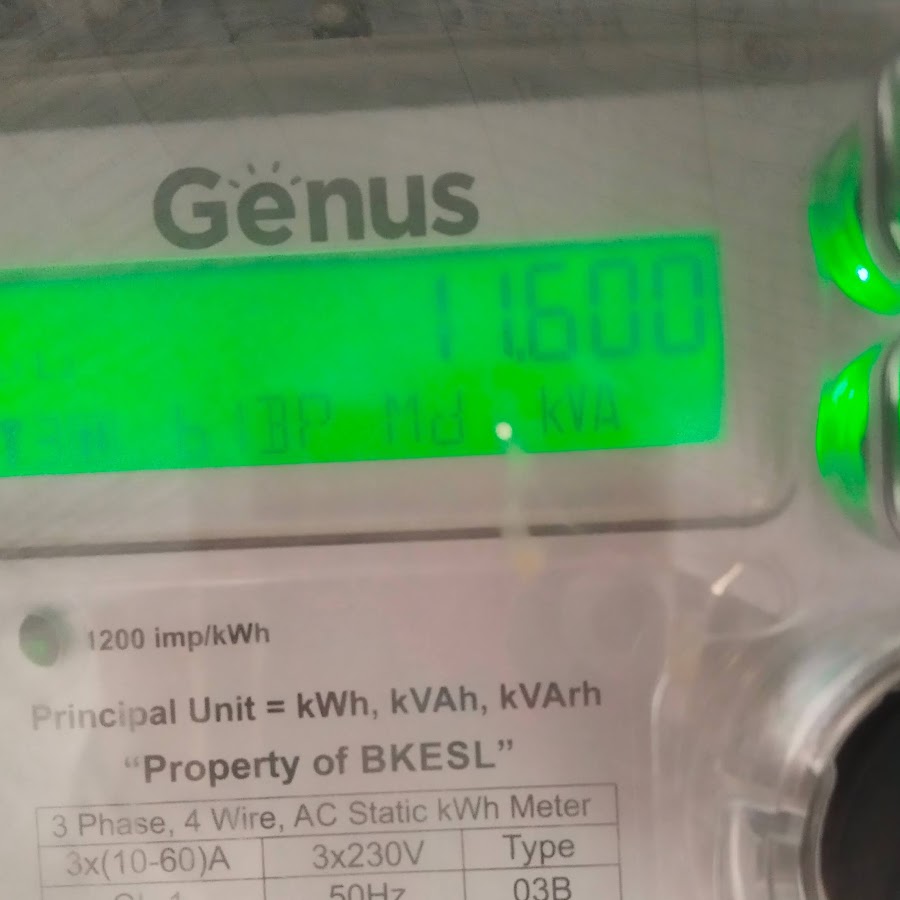 Genus
11.600
MD kVA
1200 imp/kWh
Principal Unit = kWh, kVAh, kVArh
“Property of BKESL”
3 Phase, 4 Wire, AC Static kWh Meter
3x(10-60)A 3x230V Type
50Hz 03B